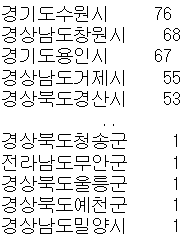 경기도수원시 76
경상남도창원시 68
경기도용인시 67
경상남도거제시 55
경상북도경산시 53
..
경상북도청송군 1
전라남도무안군 1
경상북도울릉군 1
경상북도예천군 1
경상남도밀양시 1